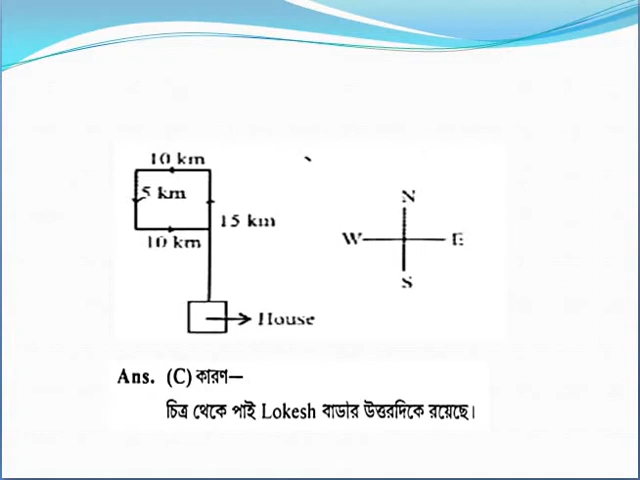 10 km
5 km
15 km
10 km
House
N
W E
S
Ans. (C) কারণ—
চিত্র থেকে পাই Lokesh বাডার উত্তরদিকে রয়েছে।